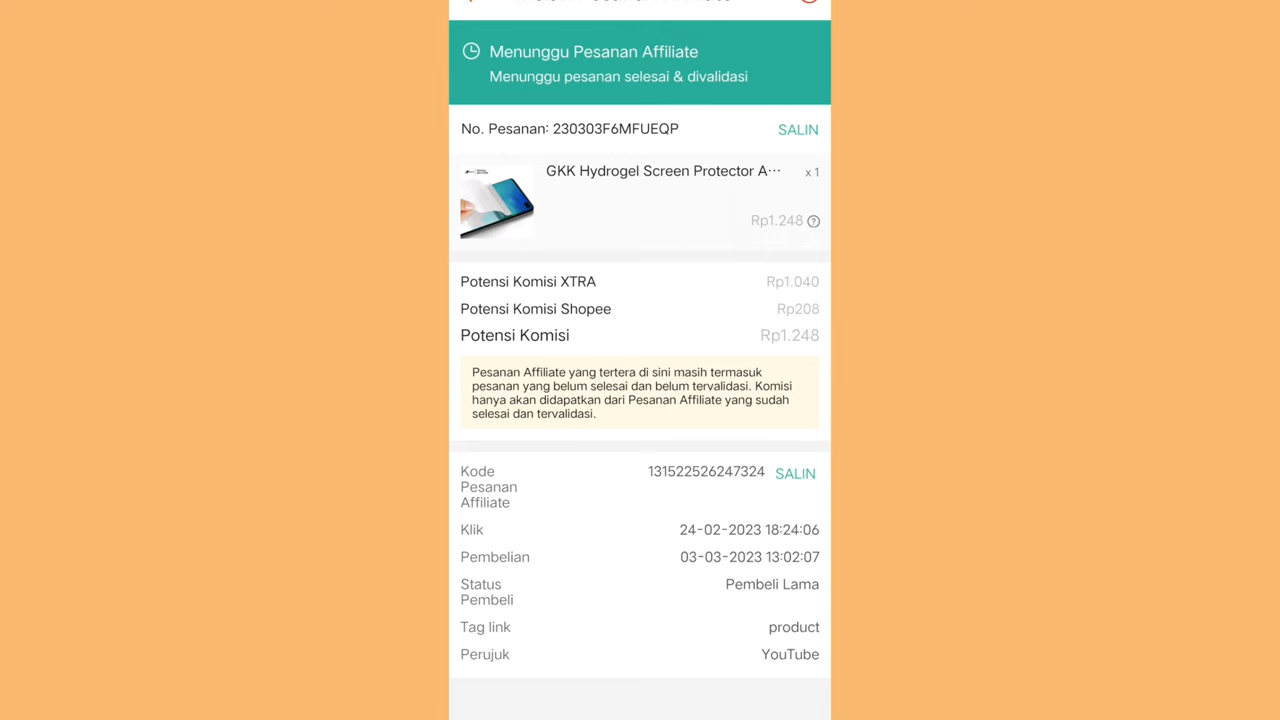 Menunggu Pesanan Affiliate
Menunggu pesanan selesai & divalidasi
No. Pesanan: 230303F6MFUEQP SALIN
GKK Hydrogel Screen Protector A··· x 1
Rp1.248 ?
Potensi Komisi XTRA Rp1.040
Potensi Komisi Shopee Rp208
Potensi Komisi Rp1.248
Pesanan Affiliate yang tertera di sini masih termasuk
pesanan yang belum selesai dan belum tervalidasi. Komisi
hanya akan didapatkan dari Pesanan Affiliate yang sudah
selesai dan tervalidasi.
Kode Pesanan Affiliate 131522526247324 SALIN
Klik 24-02-2023 18:24:06
Pembelian 03-03-2023 13:02:07
Status Pembeli Pembeli Lama
Tag link product
Perujuk YouTube